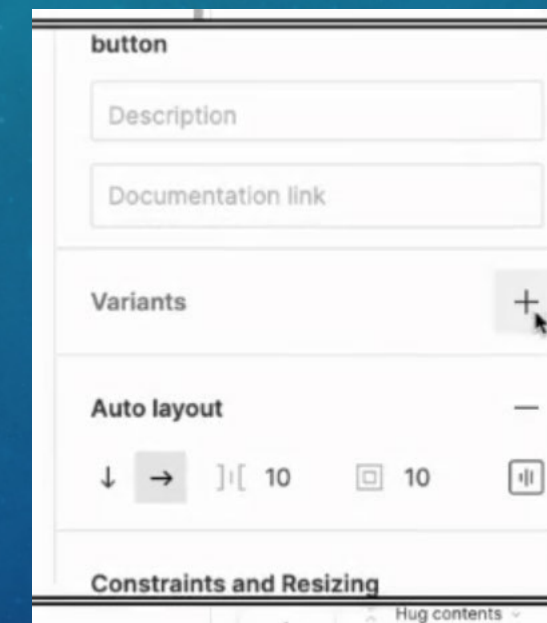 button
Description
Documentation link
Variants
Auto layout
10 10
Constraints and Resizing
Hug contents